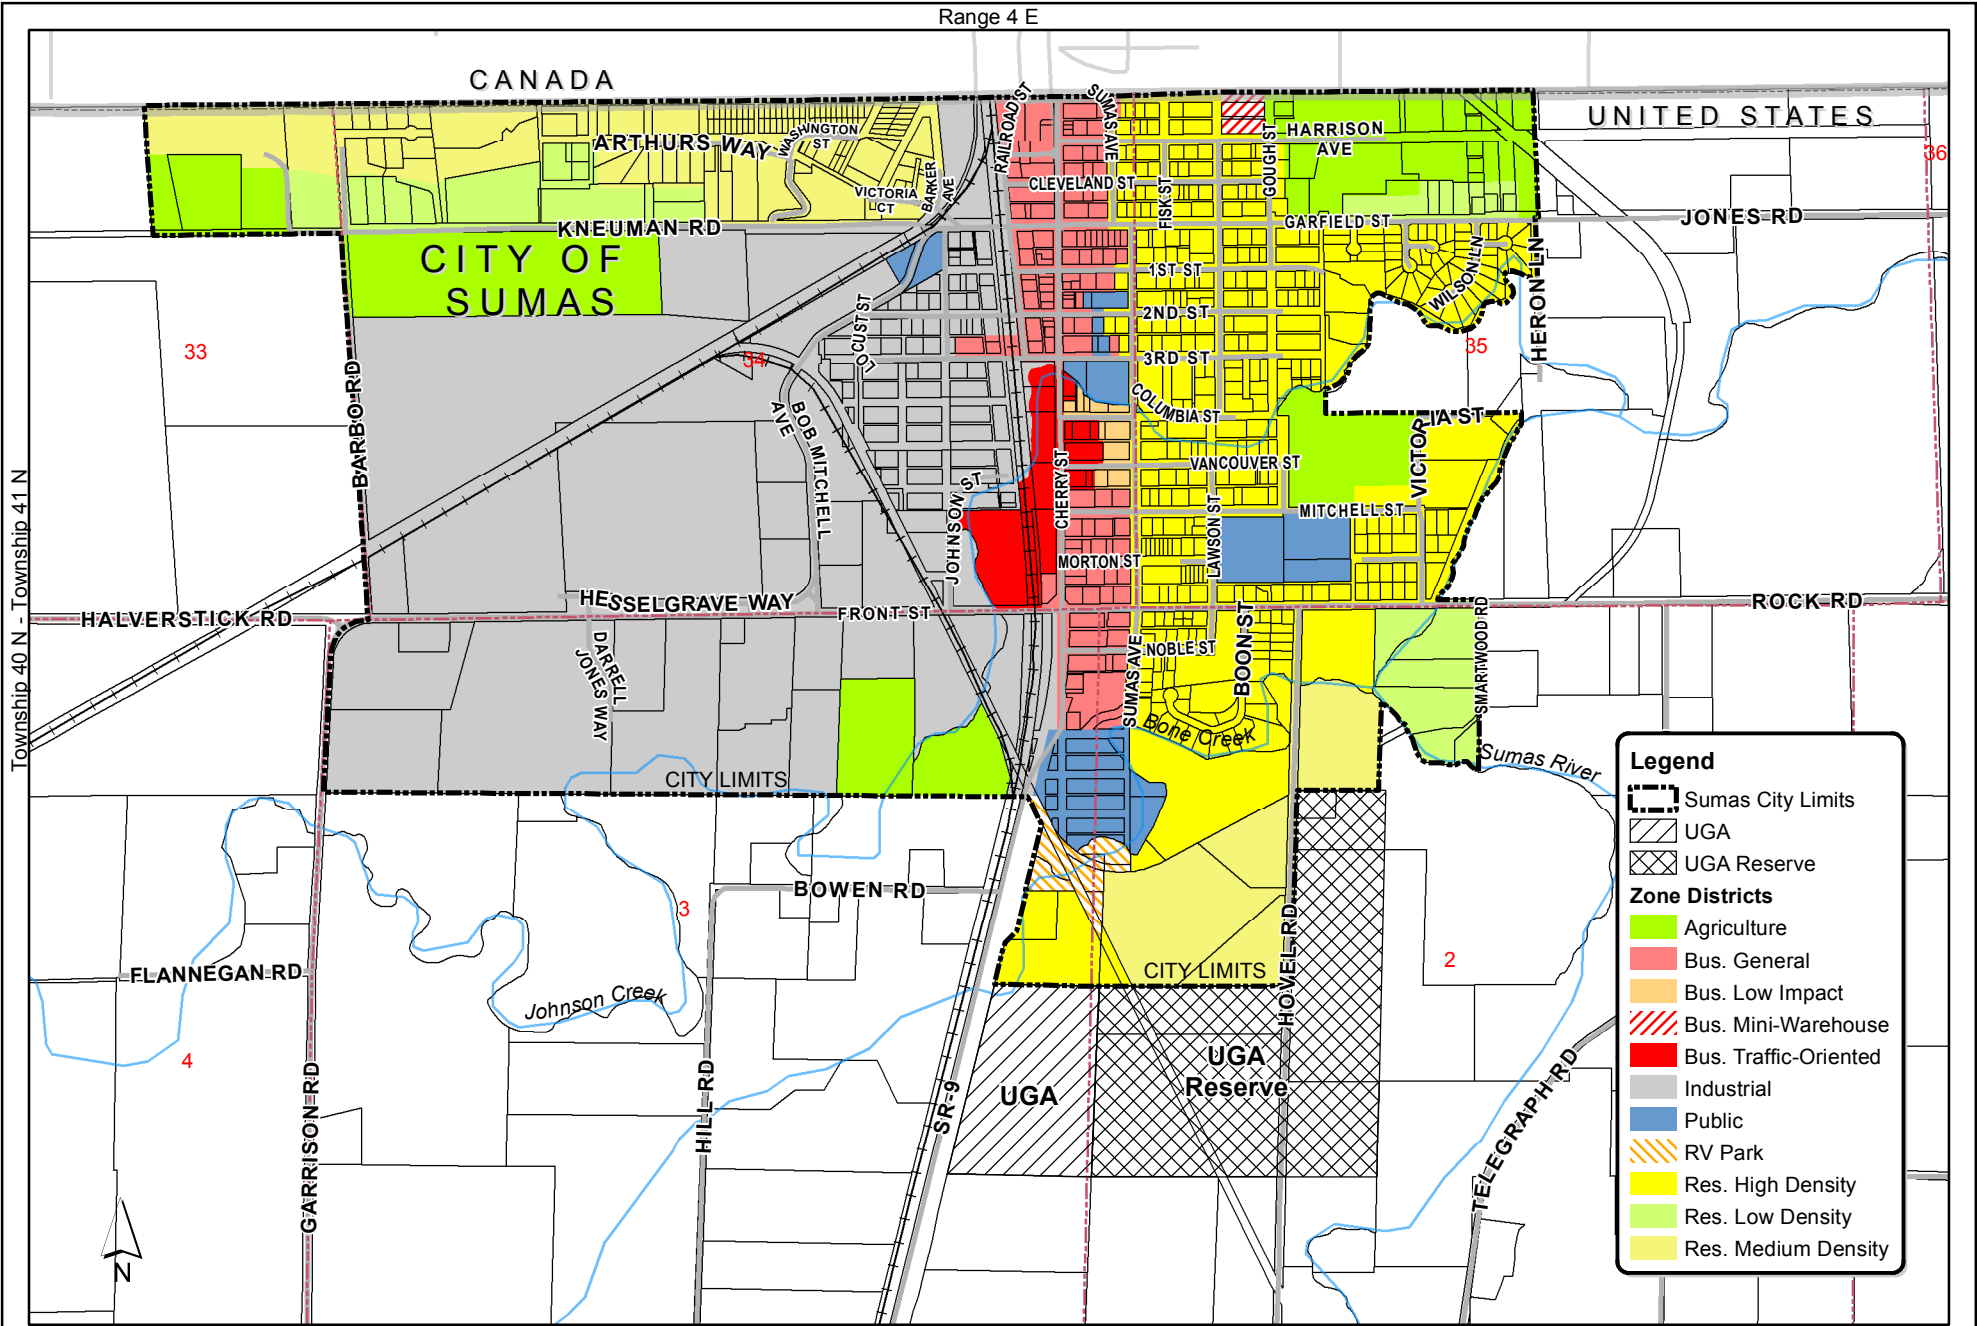 Range 4 E
CANADA
UNITED STATES
36
ARTHURS WAY
WASHINGTON
ST
RAILROAD ST
SUMAS AVE
HARRISON
AVE
GOUGH ST
CLEVELAND ST
FISK ST
VICTORIA
CT
BARKER
AVE
KNEUMAN RD
GARFIELD ST
JONES RD
CITY OF
SUMAS
1ST ST
WILSON LN
HERON LN
2ND ST
LOCUST ST
33
34
35
3RD ST
BARBO RD
COLUMBIA ST
BOB MITCHELL
AVE
VICTORIA ST
CHERRY ST
VANCOUVER ST
JOHNSON ST
LAWSON ST
MITCHELL ST
MORTON ST
Township 40 N - Township 41 N
HALVERSTICK RD
HESSELGRAVE WAY
FRONT ST
ROCK RD
DARRELL
JONES WAY
NOBLE ST
BOON ST
SUMAS AVE
SMARTWOOD RD
Bone Creek
Sumas River
CITY LIMITS
BOWEN RD
3
FLANNEGAN RD
Johnson Creek
HOVEL RD
CITY LIMITS
2
4
UGA
UGA
Reserve
GARRISON RD
HILL RD
SR-9
TELEGRAPH RD
N
Legend
Sumas City Limits
UGA
UGA Reserve
Zone Districts
Agriculture
Bus. General
Bus. Low Impact
Bus. Mini-Warehouse
Bus. Traffic-Oriented
Industrial
Public
RV Park
Res. High Density
Res. Low Density
Res. Medium Density